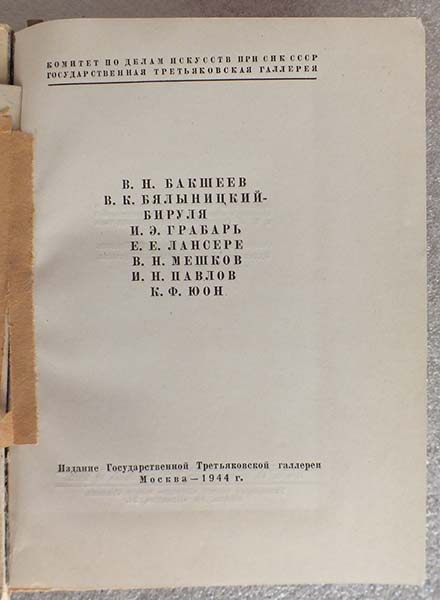 КОМИТЕТ ПО ДЕЛАМ ИСКУССТВ ПРИ СНК СССР
ГОСУДАРСТВЕННАЯ ТРЕТЬЯКОВСКАЯ ГАЛЛЕРЕЯ
В. Н. БАКШЕЕВ
В. К. БЯЛЫНИЦКИЙ-
БИРУЛЯ
И. Э. ГРАБАРЬ
Е. Е. ЛАНСЕРЕ
В. Н. МЕШКОВ
И. Н. ПАВЛОВ
К. Ф. ЮОН
Издание Государственной Третьяковской галлереи
Москва — 1944 г.